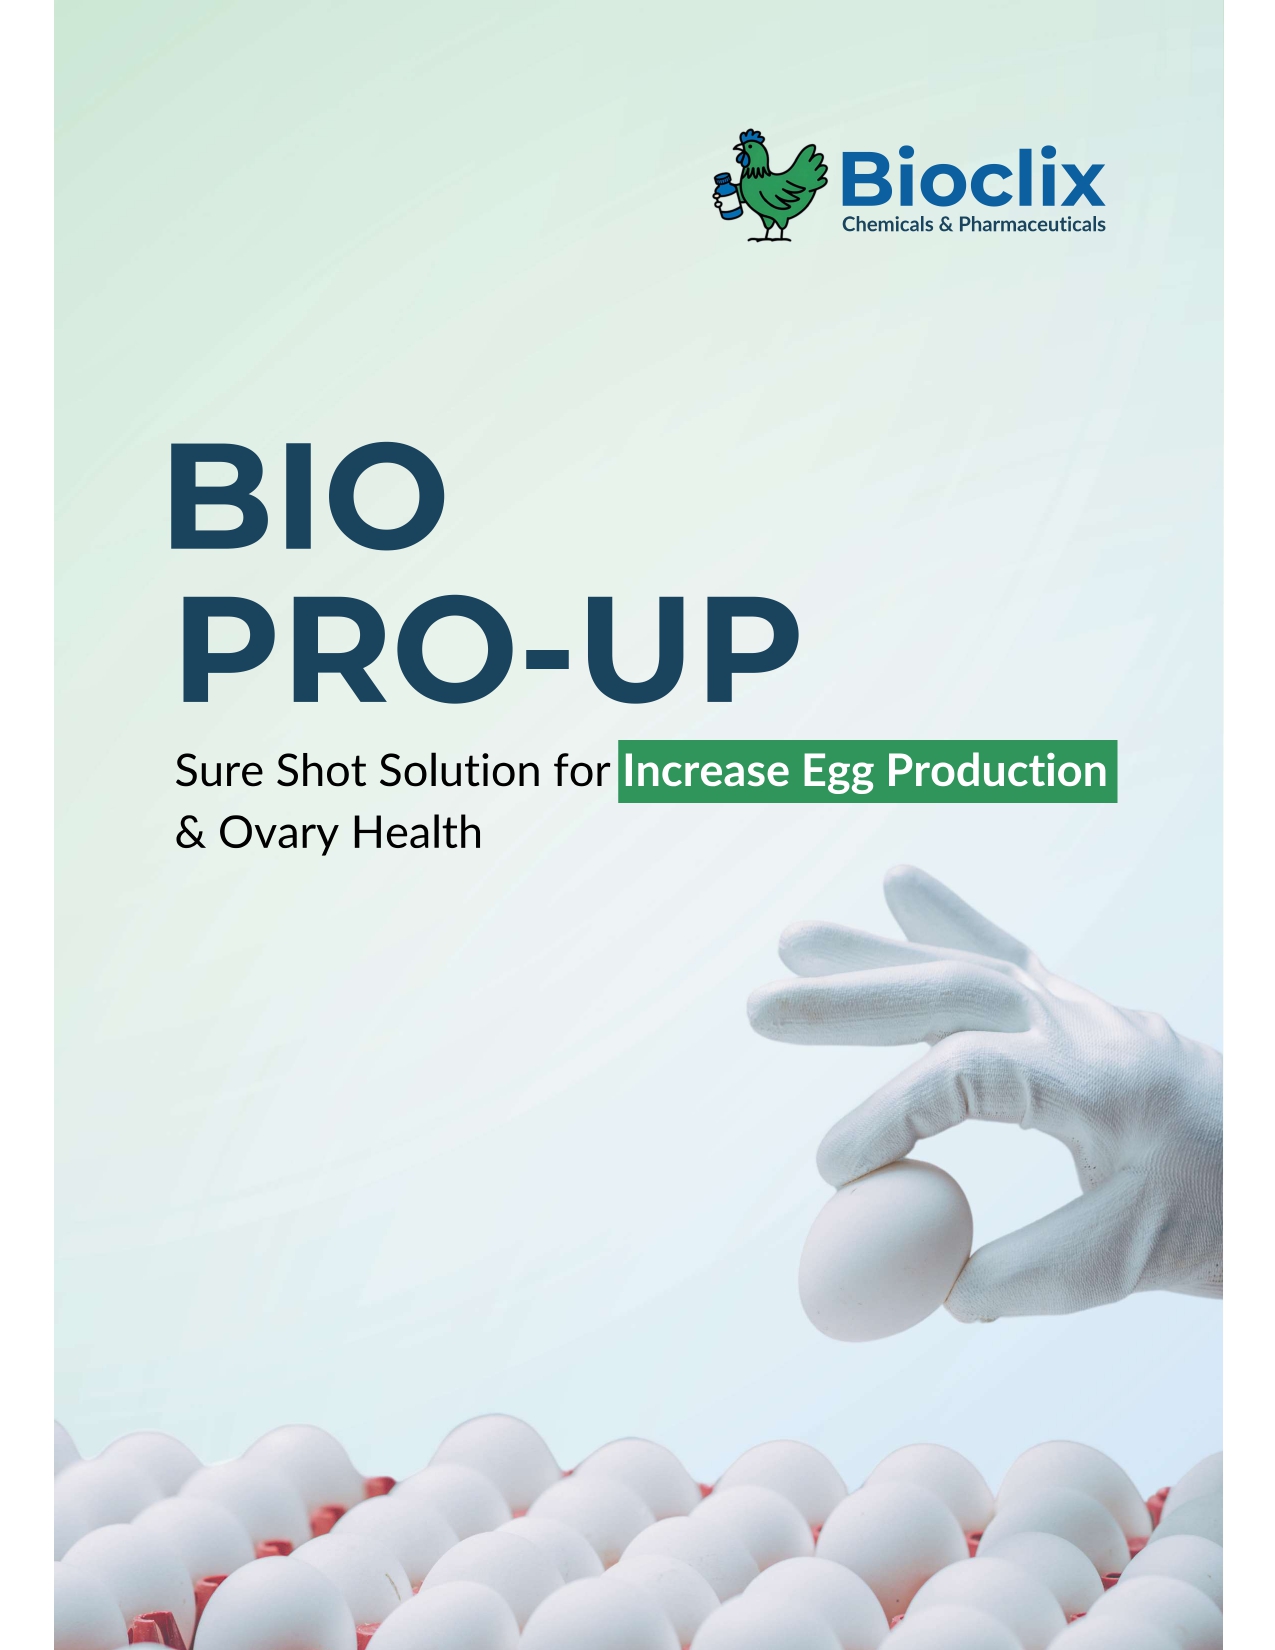 Bioclix
Chemicals & Pharmaceuticals
BIO
PRO-UP
Sure Shot Solution for Increase Egg Production
& Ovary Health